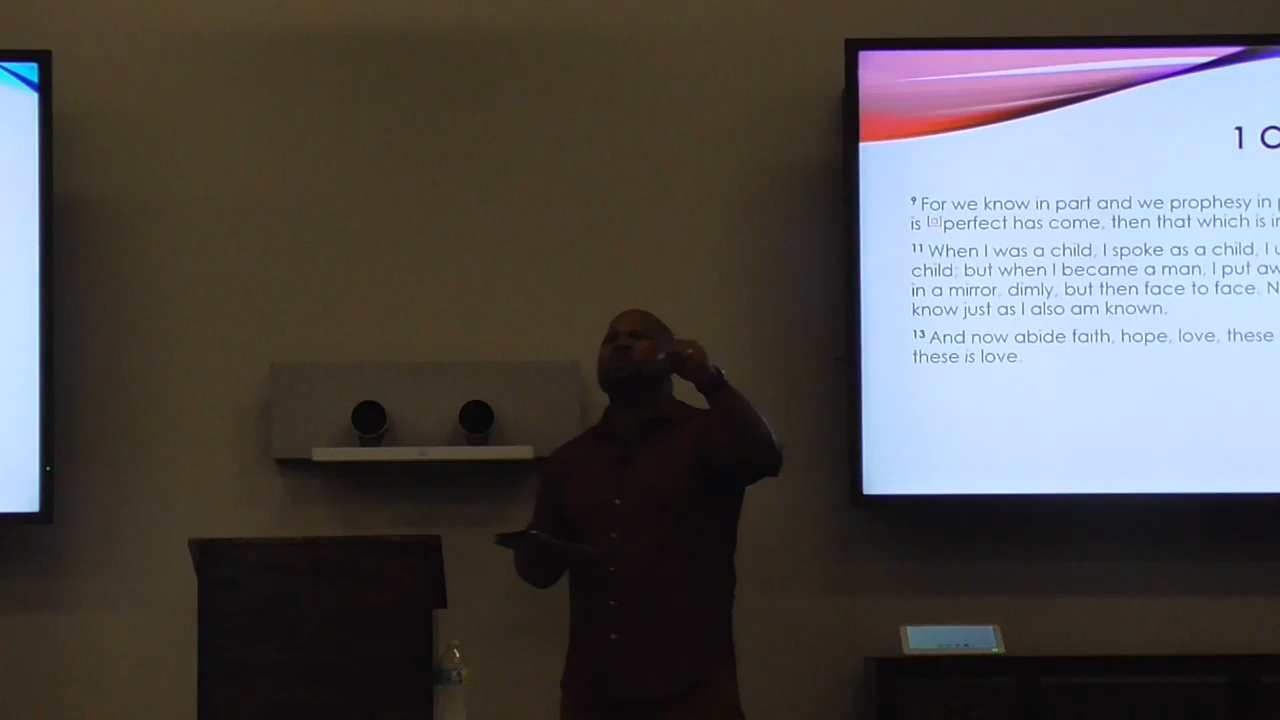 1 C
⁹ For we know in part and we prophesy in
is [a]perfect has come, then that which is
¹¹ When I was a child, I spoke as a child, I
child; but when I became a man, I put
in a mirror, dimly, but then face to face. N
know just as I also am known.
¹³ And now abide faith, hope, love, these
these is love.